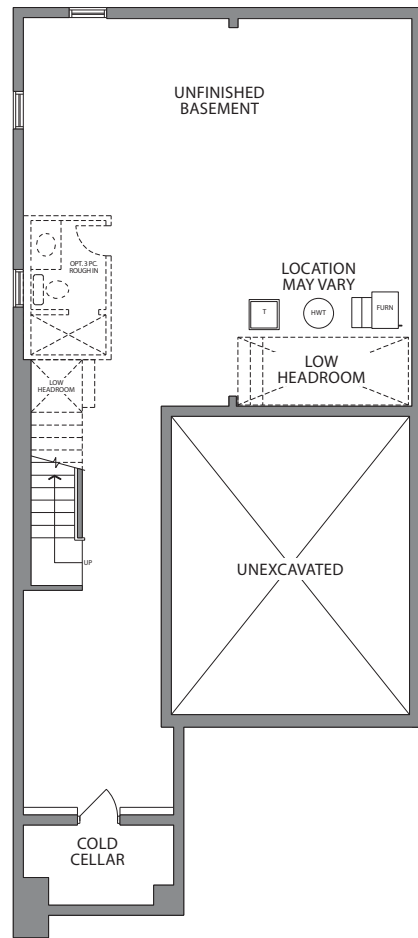 UNFINISHED
BASEMENT
OPT. 3 PC.
ROUGH IN
LOCATION
MAY VARY
T
HWT
FURN
LOW
HEADROOM
LOW
HEADROOM
UP
UNEXCAVATED
COLD
CELLAR